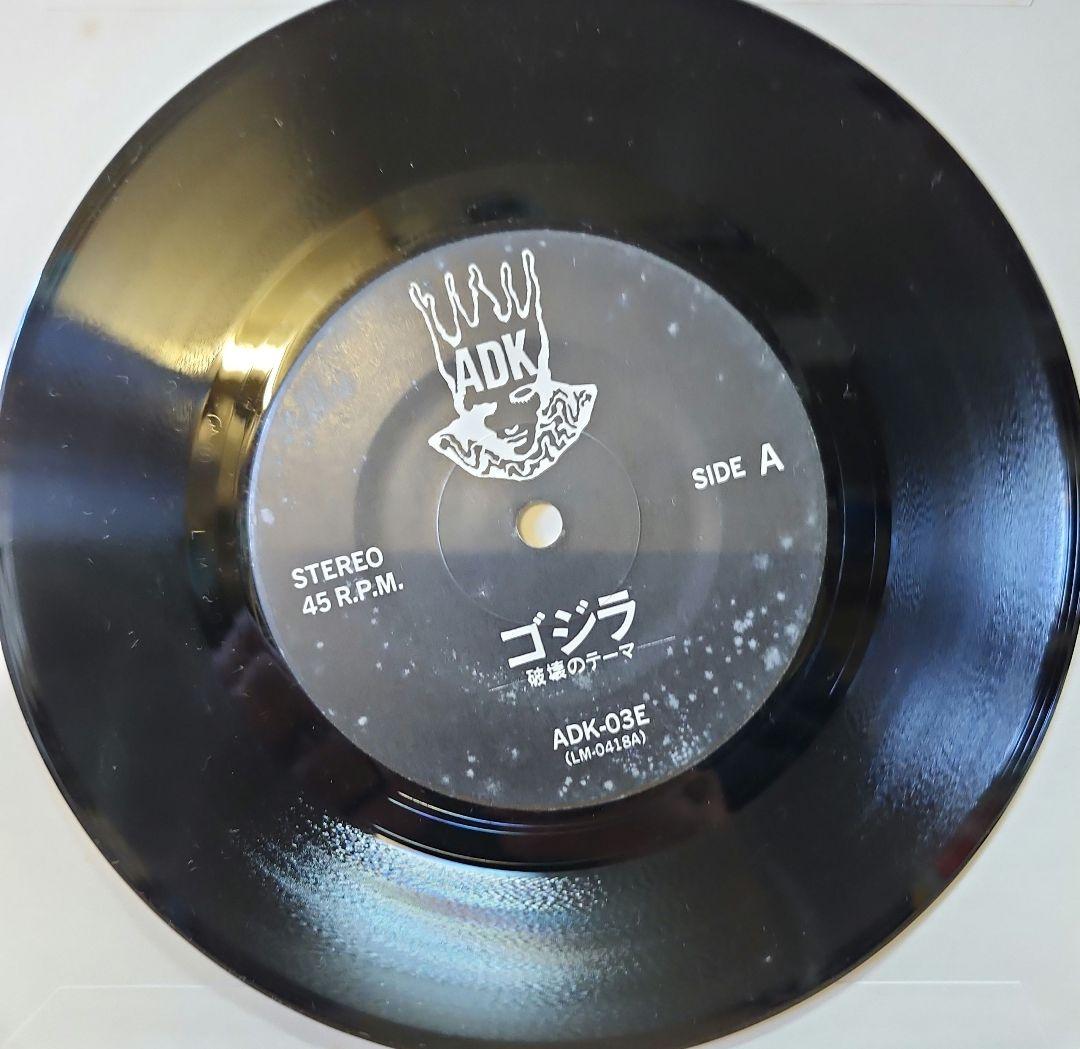 ADK
SIDE A
STEREO
45 R.P.M.
ゴジラ
破壊のテーマ
ADK-03E
(LM-0418A)